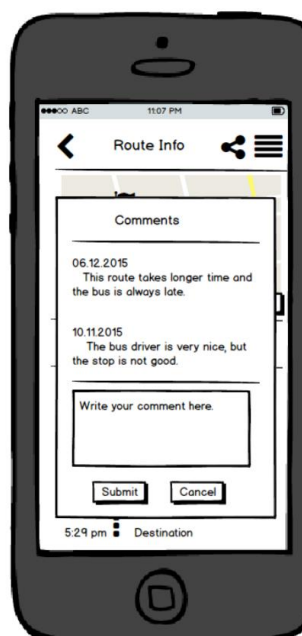 ABC 11:07 PM
Route Info
Comments
06.12.2015
This route takes longer time and
the bus is always late.
10.11.2015
The bus driver is very nice, but
the stop is not good.
Write your comment here.
Submit Cancel
5:29 pm Destination